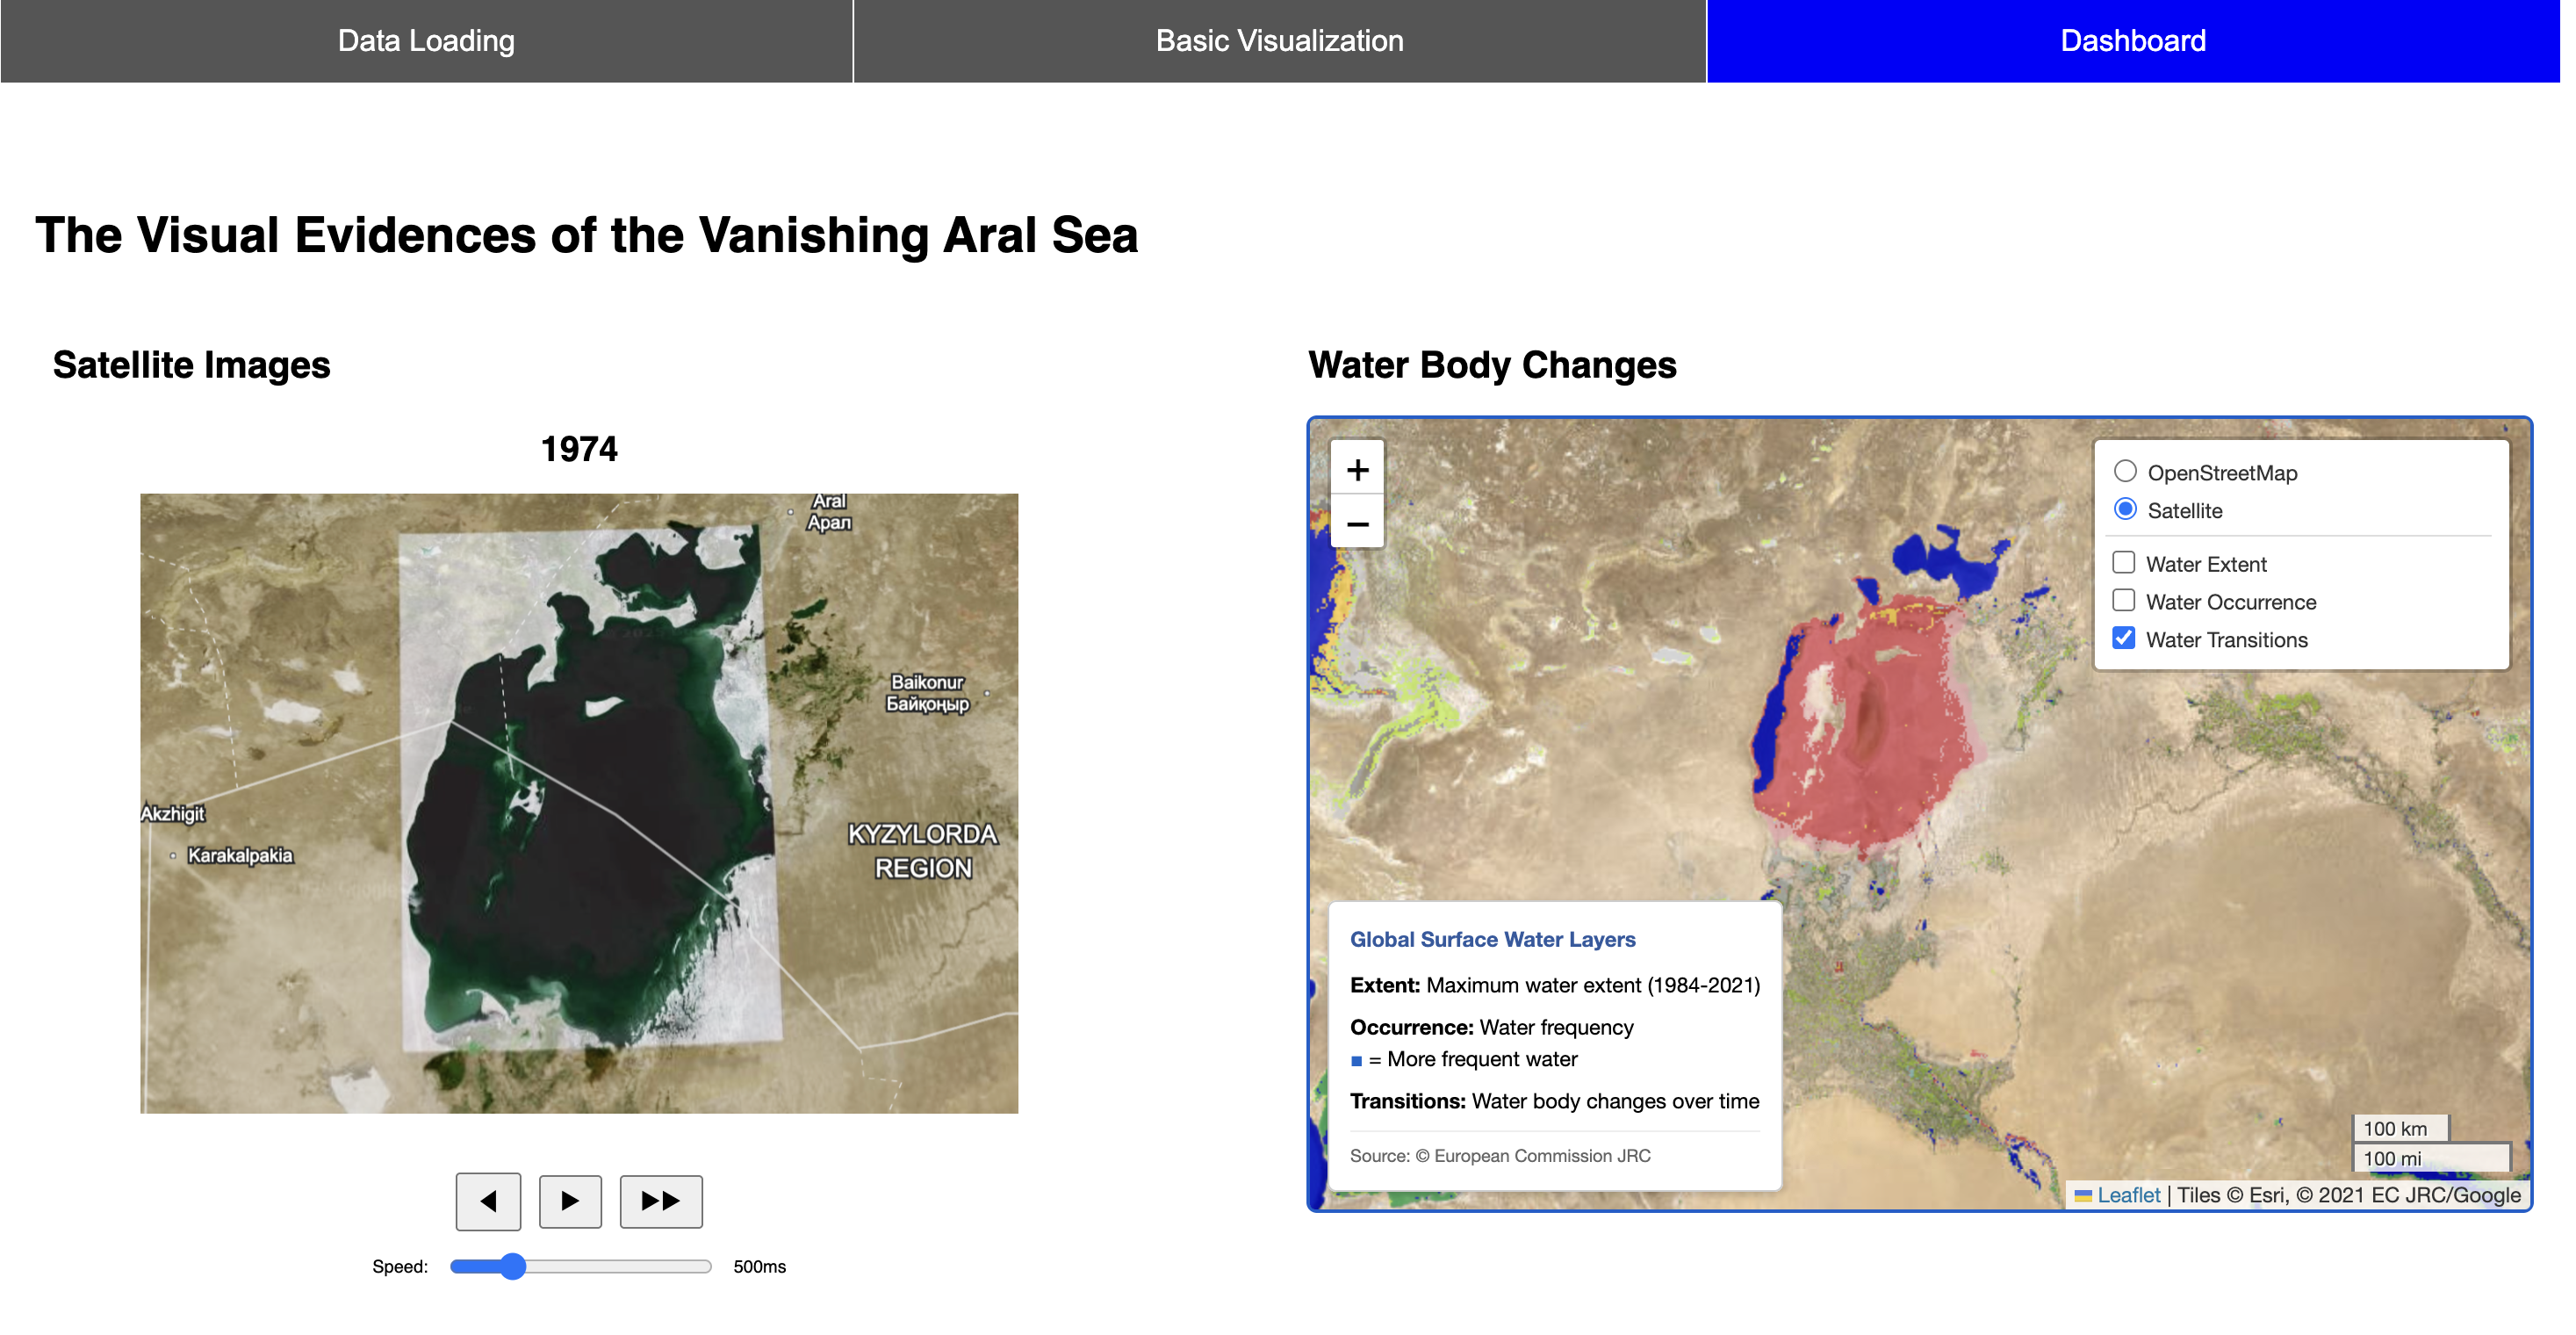 Data Loading
Basic Visualization
Dashboard
The Visual Evidences of the Vanishing Aral Sea
Satellite Images
1974
Aral
Арал
Baikonur
Байқоңыр
Akzhigit
Karakalpakia
KYZYLORDA
REGION
Speed:
500ms
Water Body Changes
+
−
OpenStreetMap
Satellite
Water Extent
Water Occurrence
Water Transitions
Global Surface Water Layers
Extent: Maximum water extent (1984-2021)
Occurrence: Water frequency
= More frequent water
Transitions: Water body changes over time
Source: © European Commission JRC
100 km
100 mi
Leaflet | Tiles © Esri, © 2021 EC JRC/Google